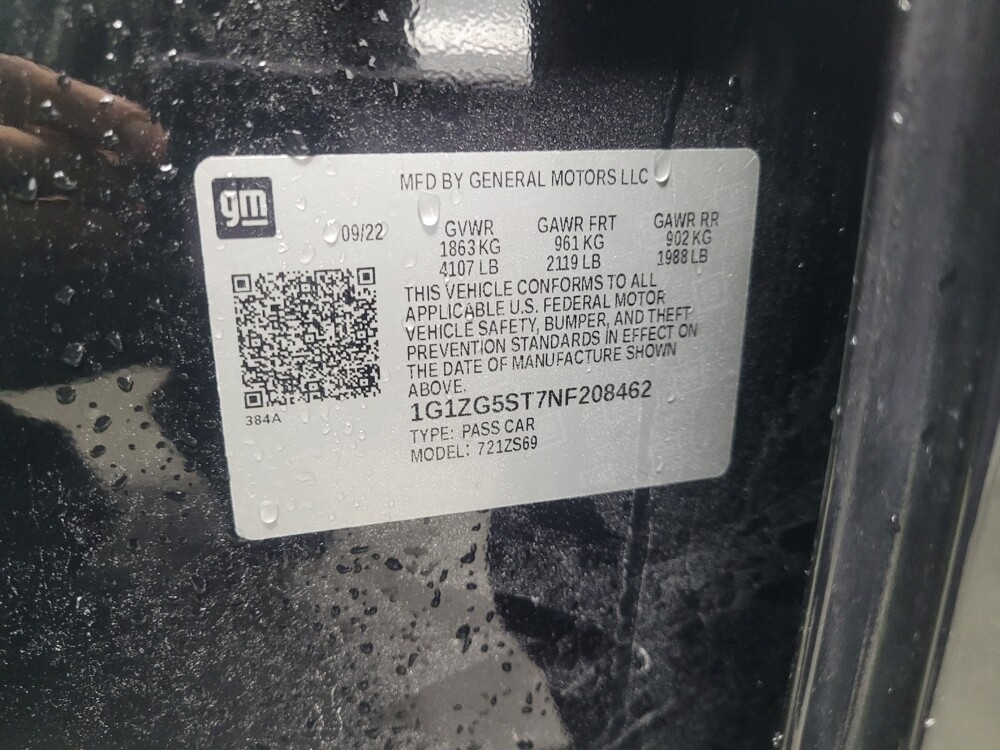 gm
MFD BY GENERAL MOTORS LLC
09/22
GVWR GAWR FRT GAWR RR
1863 KG 961 KG 902 KG
4107 LB 2119 LB 1988 LB
THIS VEHICLE CONFORMS TO ALL
APPLICABLE U.S. FEDERAL MOTOR
VEHICLE SAFETY, BUMPER, AND THEFT
PREVENTION STANDARDS IN EFFECT ON
THE DATE OF MANUFACTURE SHOWN
ABOVE.
384A
1G1ZG5ST7NF208462
TYPE: PASS CAR
MODEL: 721ZS69